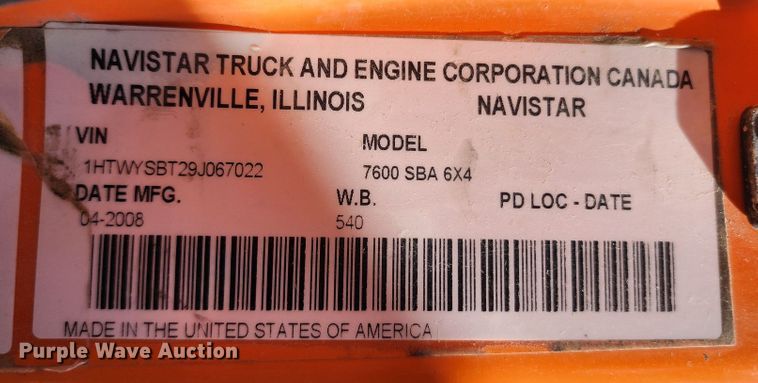 NAVISTAR TRUCK AND ENGINE CORPORATION CANADA
WARRENVILLE, ILLINOIS NAVISTAR
VIN MODEL
1HTWYSBT29J067022 7600 SBA 6X4
DATE MFG. W.B. PD LOC - DATE
04-2008 540
MADE IN THE UNITED STATES OF AMERICA
Purple Wave Auction